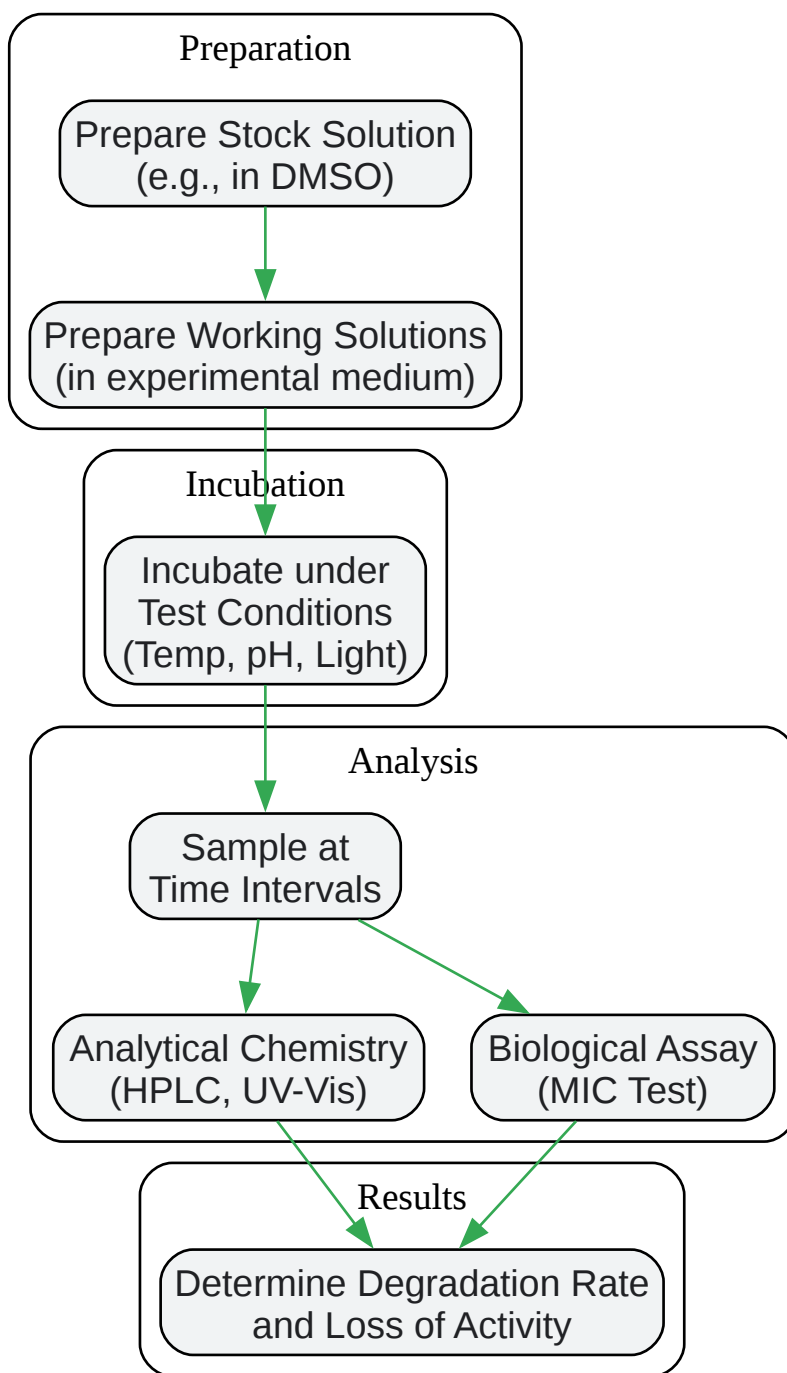 Preparation
Prepare Stock Solution
(e.g., in DMSO)
Prepare Working Solutions
(in experimental medium)
Incubation
Incubate under
Test Conditions
(Temp, pH, Light)
Analysis
Sample at
Time Intervals
Analytical Chemistry
(HPLC, UV-Vis)
Biological Assay
(MIC Test)
Results
Determine Degradation Rate
and Loss of Activity